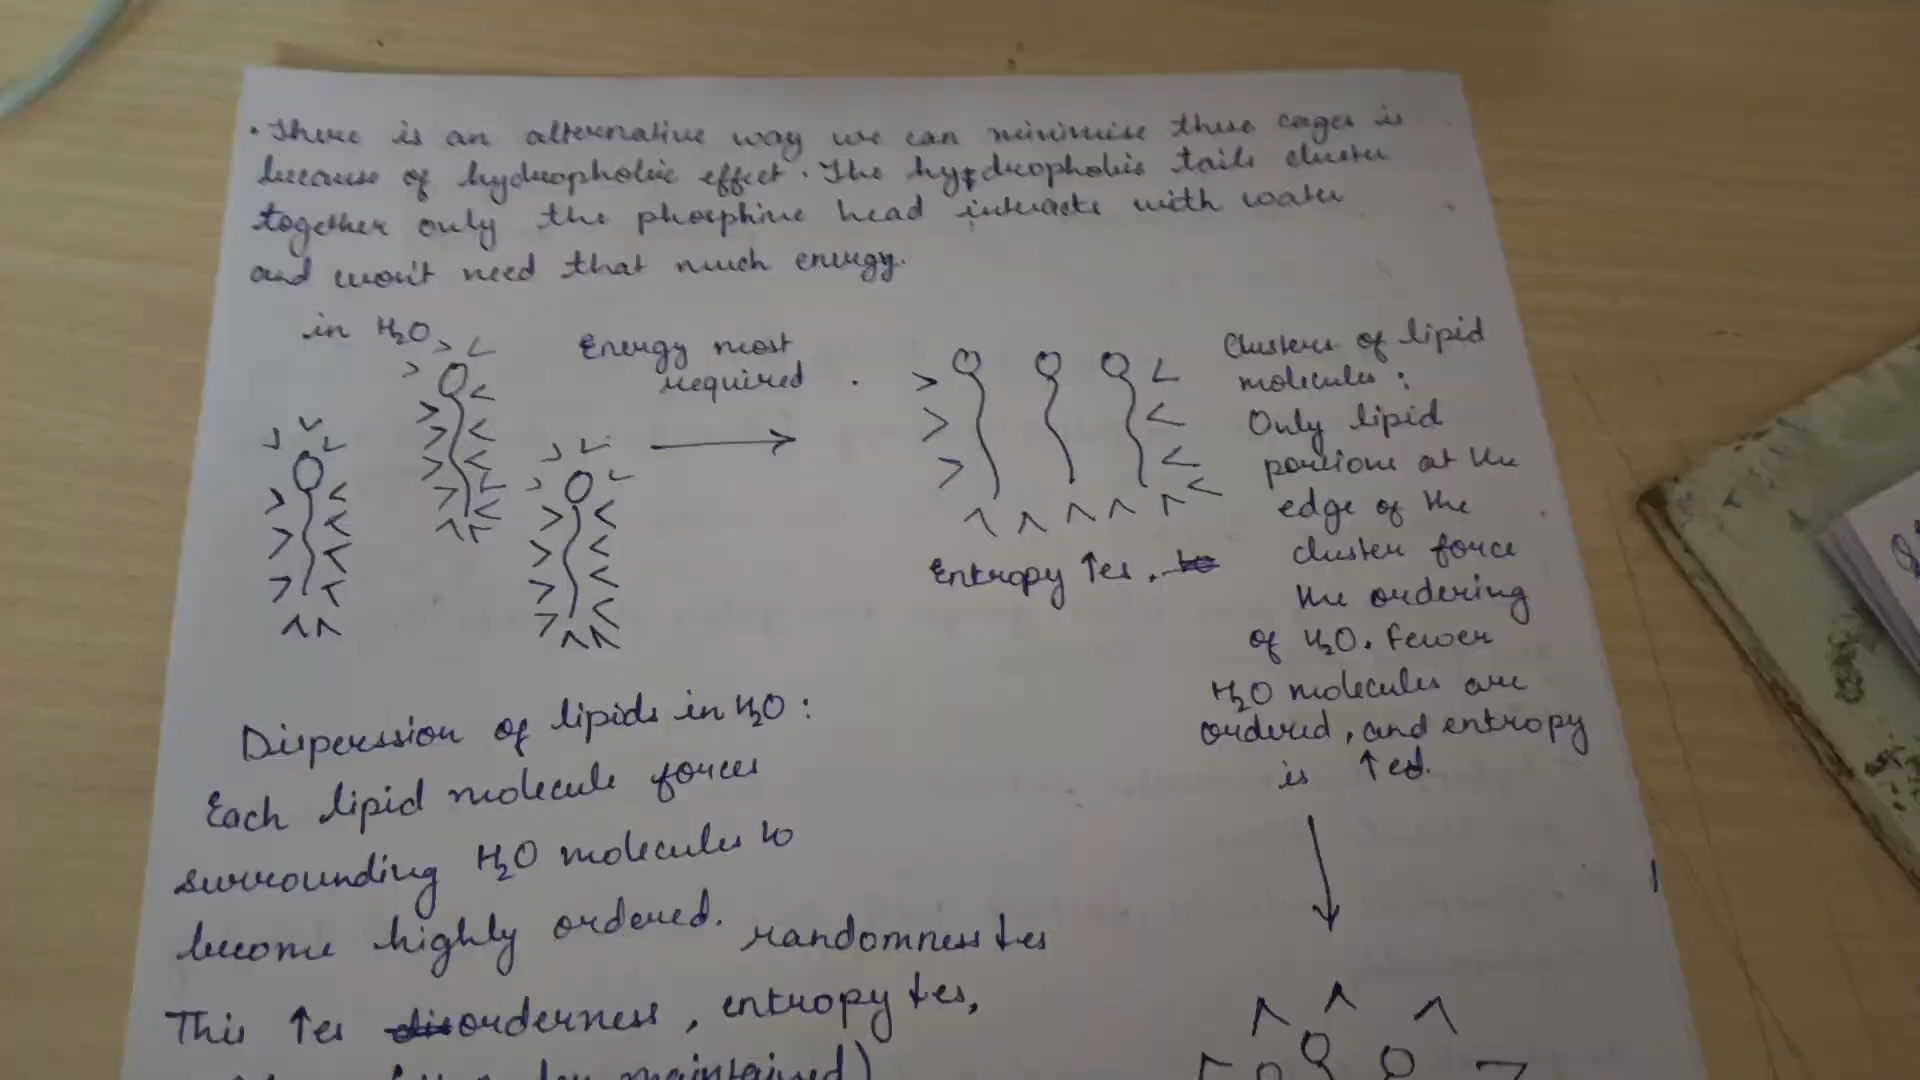 • There is an alternative way we can minimise these cages is
because of hydrophobic effect. The hydrophobic tails cluster
together only the phosphine head interacts with water
and won't need that much energy.
in H₂O
Energy most
required
Clusters of lipid
molecules:
Only lipid
portions at the
edge of the
cluster force
the ordering
of H₂O. Fewer
H₂O molecules are
ordered, and entropy
is ↑ed.
Entropy ↑es.
Disperssion of lipids in H₂O:
Each lipid molecule forces
surrounding H₂O molecules to
become highly ordered. randomness ↓es
This ↑es orderness, entropy ↓es,
maintained)